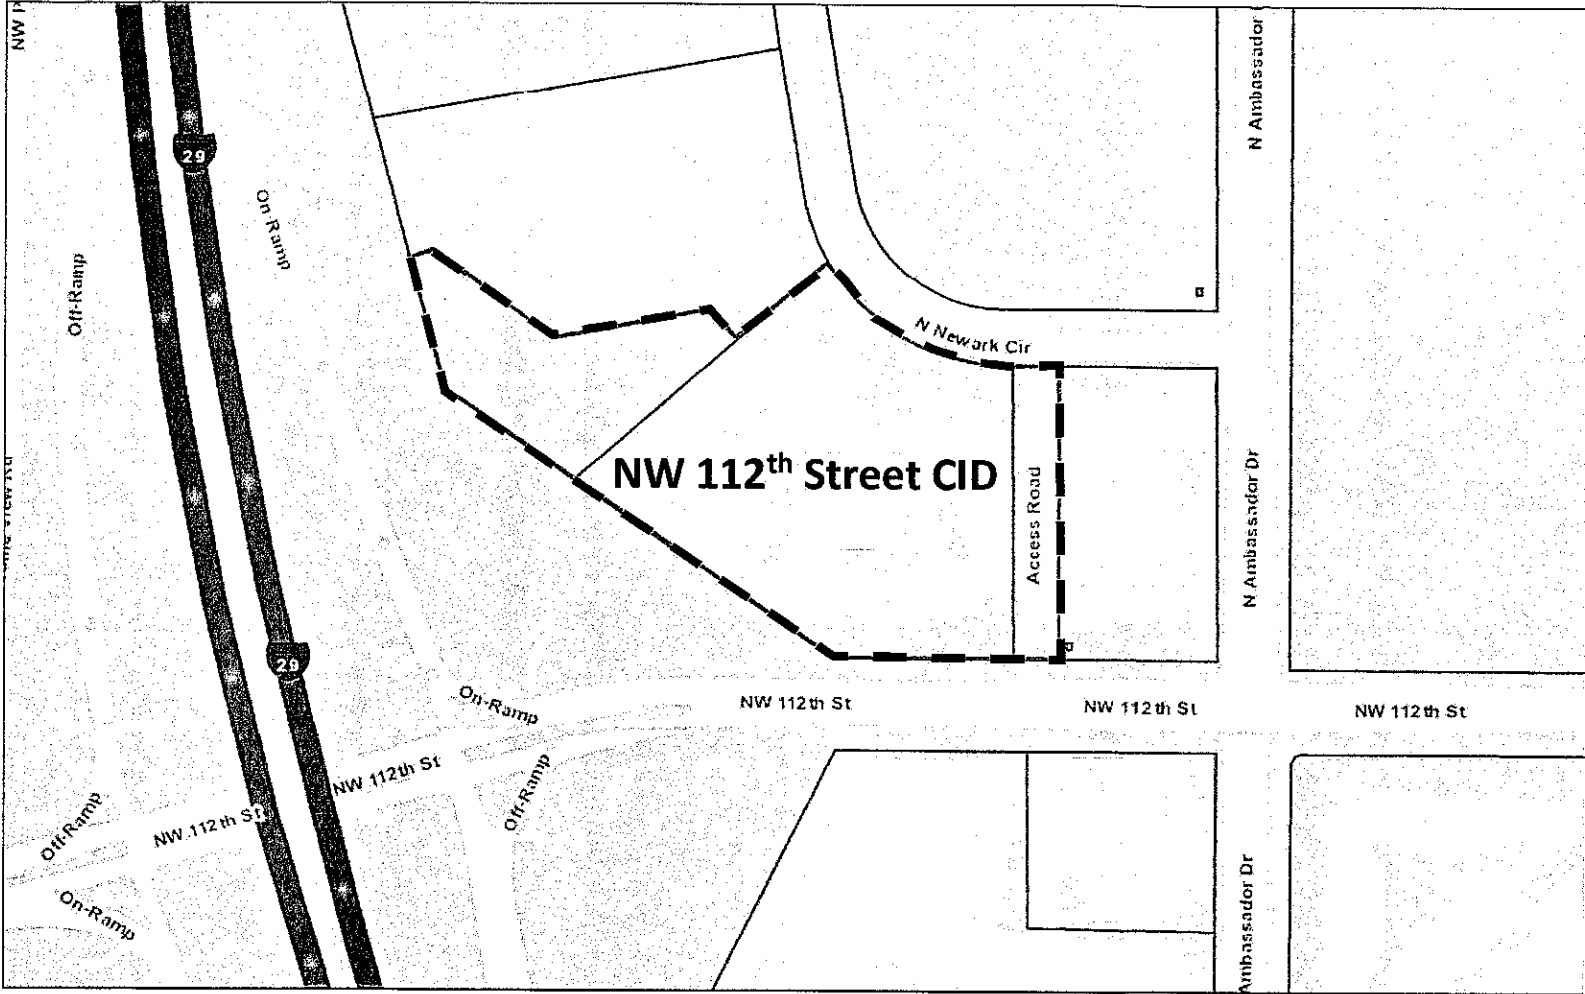 NW
N Ambassador
29
On-Ramp
Off-Ramp
N Newark Cir
NW 112th Street CID
Access Road
N Ambassador Dr
29
On-Ramp
NW 112th St
NW 112th St
NW 112th St
NW 112th St
Off-Ramp
Off-Ramp
NW 112th St
On-Ramp
Ambassador Dr